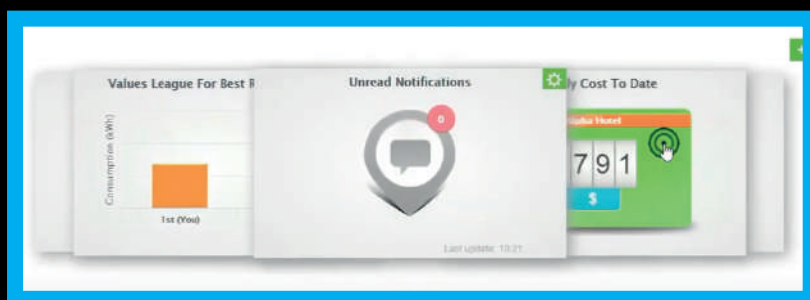 Values League For Best R
Consumption (kWh)
1st (You)
Unread Notifications
0
Last update: 13:21
ly Cost To Date
Hotel
791
$